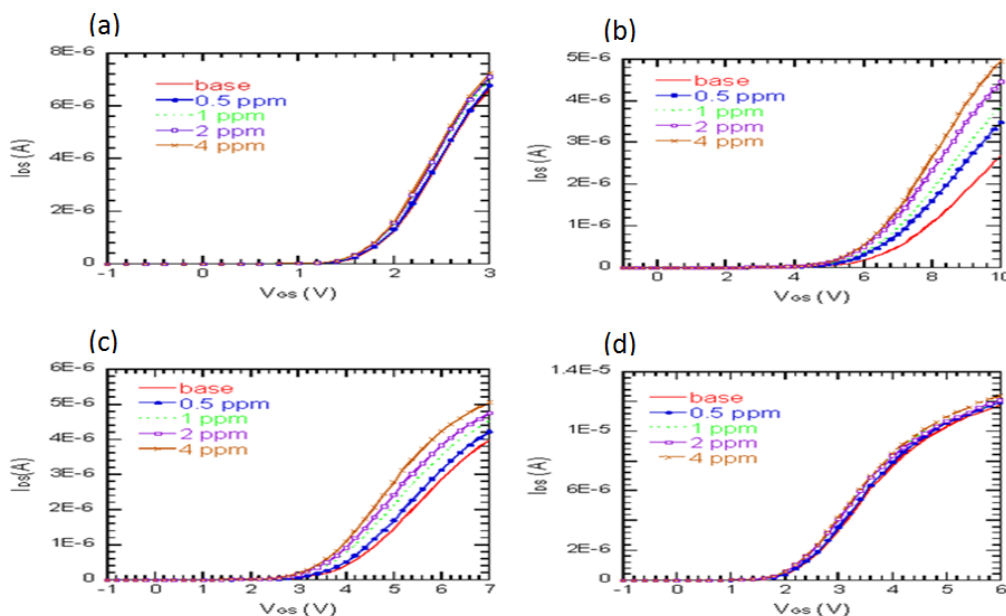 (a)
8E-6
6E-6
4E-6
2E-6
0
IDS (A)
base
0.5 ppm
1 ppm
2 ppm
4 ppm
-1 0 1 2 3
VGS (V)
(b)
5E-6
4E-6
3E-6
2E-6
1E-6
0
IDS (A)
base
0.5 ppm
1 ppm
2 ppm
4 ppm
0 2 4 6 8 10
VGS (V)
(c)
6E-6
5E-6
4E-6
3E-6
2E-6
1E-6
0
IDS(A)
base
0.5 ppm
1 ppm
2 ppm
4 ppm
-1 0 1 2 3 4 5 6 7
VGS (V)
(d)
1.4E-5
1E-5
6E-6
2E-6
0
IDS (A)
base
0.5 ppm
1 ppm
2 ppm
4 ppm
-1 0 1 2 3 4 5 6
VGS (V)